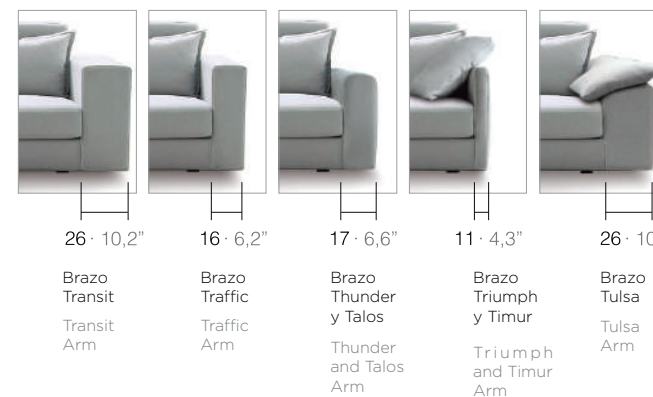 26 · 10,2”
Brazo
Transit
Transit
Arm
16 · 6,2”
Brazo
Traffic
Traffic
Arm
17 · 6,6”
Brazo
Thunder
y Talos
Thunder
and Talos
Arm
11 · 4,3”
Brazo
Triumph
y Timur
Triumph
and Timur
Arm
26 · 10
Brazo
Tulsa
Tulsa
Arm